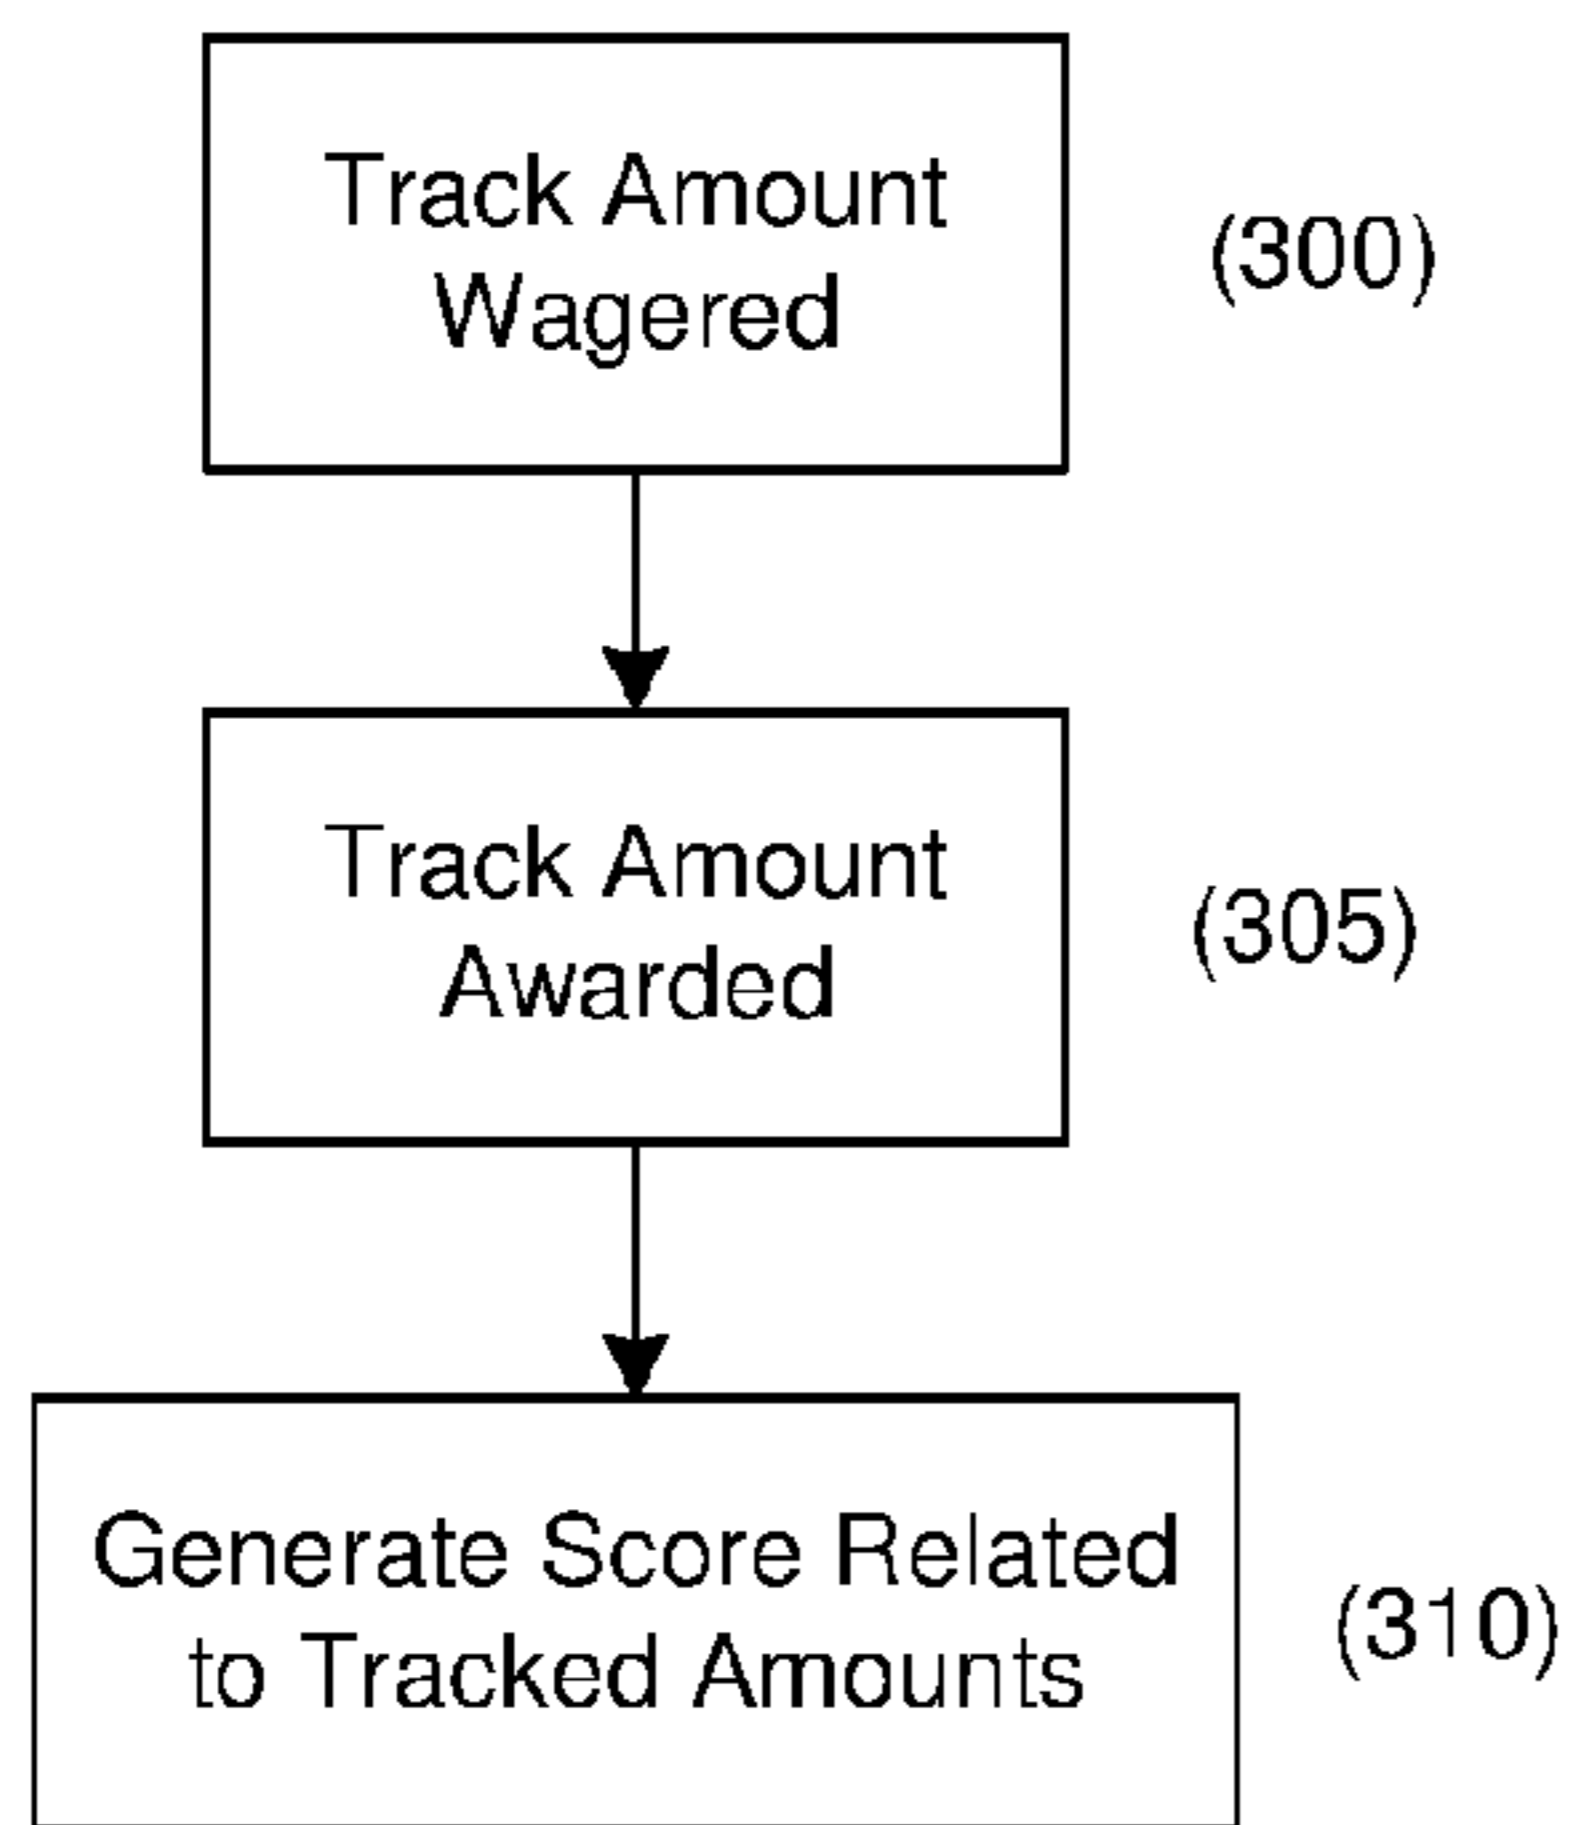 Track Amount
Wagered
(300)
Track Amount
Awarded
(305)
Generate Score Related
to Tracked Amounts
(310)